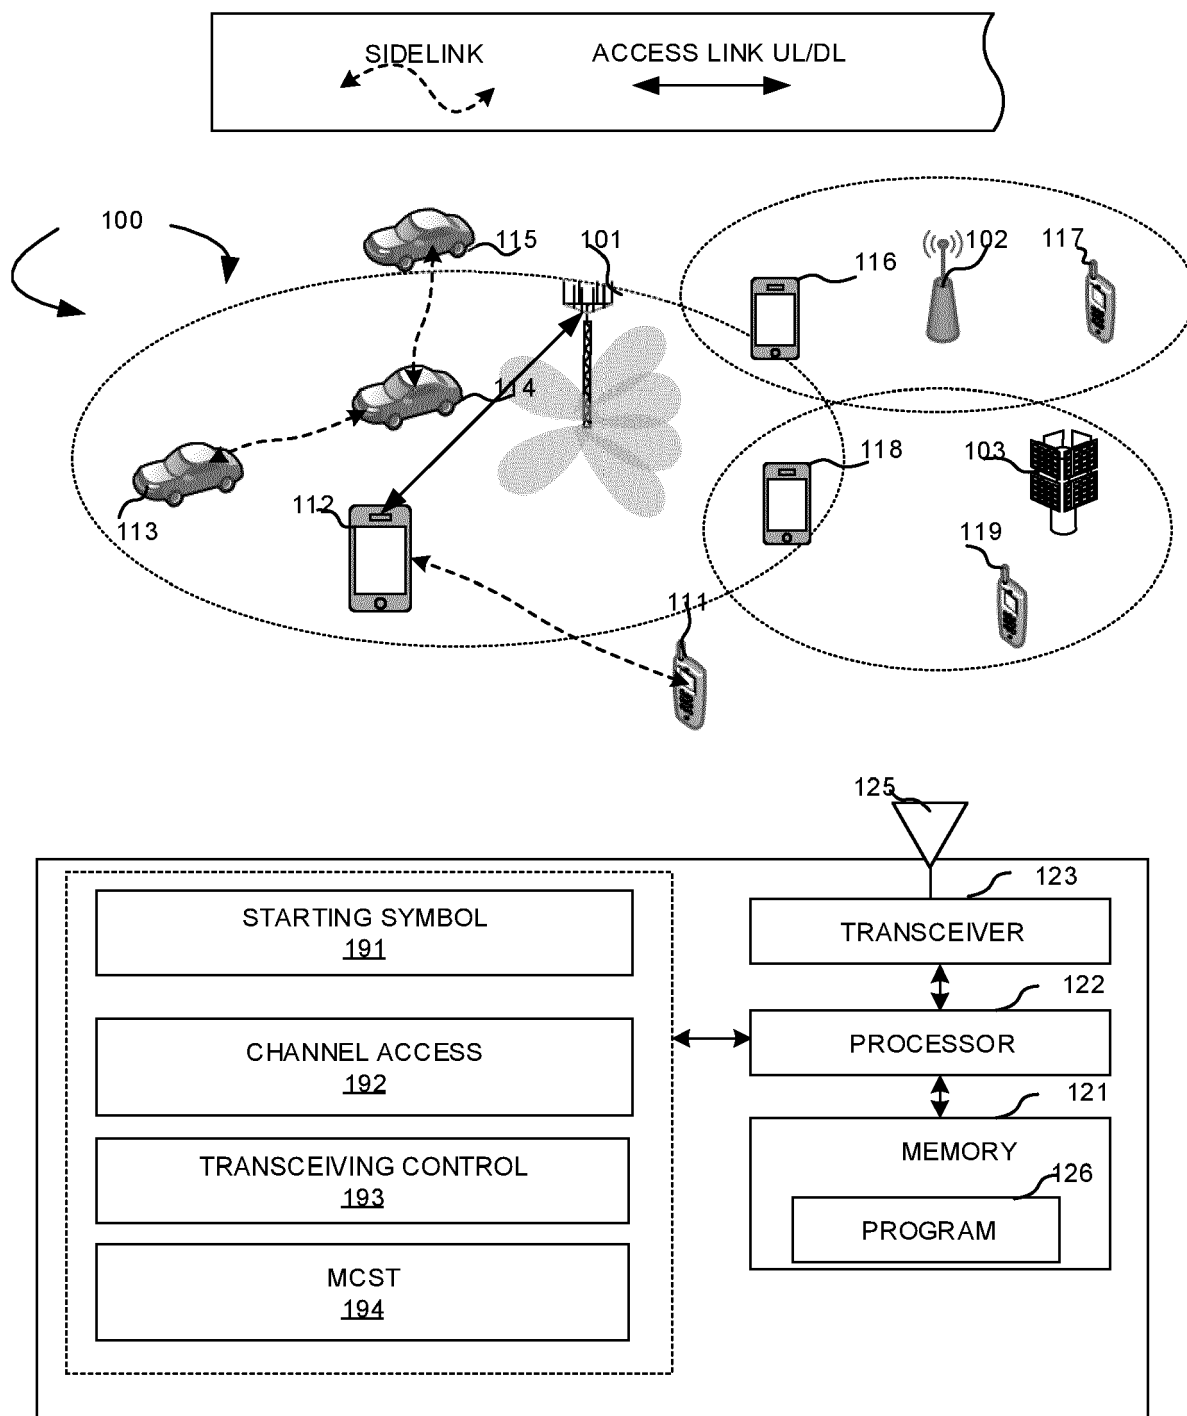 SIDELINK
ACCESS LINK UL/DL
100
115
101
116
102
117
114
113
112
118
103
119
111
125
123
STARTING SYMBOL
191
TRANSCEIVER
122
CHANNEL ACCESS
192
PROCESSOR
121
MEMORY
TRANSCEIVING CONTROL
193
126
PROGRAM
MCST
194